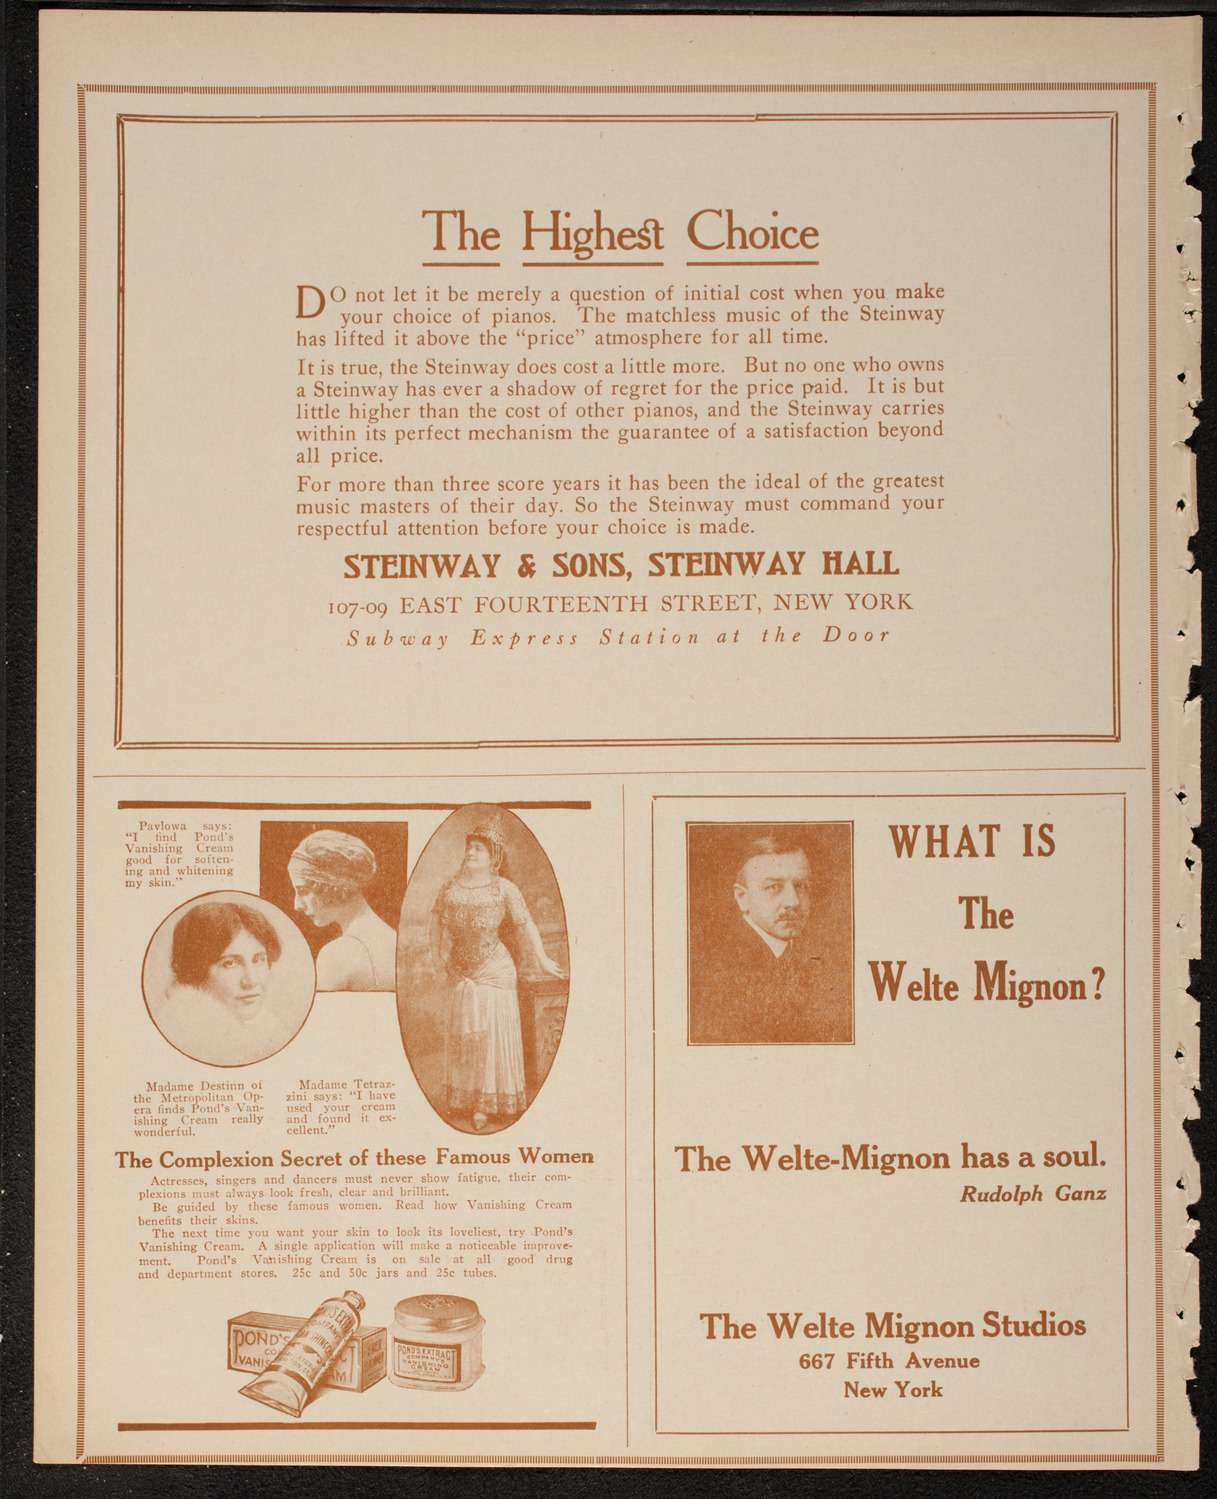 The Highest Choice
DO not let it be merely a question of initial cost when you make
your choice of pianos. The matchless music of the Steinway
has lifted it above the “price” atmosphere for all time.
It is true, the Steinway does cost a little more. But no one who owns
a Steinway has ever a shadow of regret for the price paid. It is but
little higher than the cost of other pianos, and the Steinway carries
within its perfect mechanism the guarantee of a satisfaction beyond
all price.
For more than three score years it has been the ideal of the greatest
music masters of their day. So the Steinway must command your
respectful attention before your choice is made.
STEINWAY & SONS, STEINWAY HALL
107-09 EAST FOURTEENTH STREET, NEW YORK
Subway Express Station at the Door
Pavlowa says:
“I find Pond's
Vanishing Cream
good for soften-
ing and whitening
my skin.”
Madame Destinn of
the Metropolitan Op-
era finds Pond's Van-
ishing Cream really
wonderful.
Madame Tetraz-
zini says: “I have
used your cream
and found it ex-
cellent.”
The Complexion Secret of these Famous Women
Actresses, singers and dancers must never show fatigue, their com-
plexions must always look fresh, clear and brilliant.
Be guided by these famous women. Read how Vanishing Cream
benefits their skins.
The next time you want your skin to look its loveliest, try Pond's
Vanishing Cream. A single application will make a noticeable improve-
ment. Pond's Vanishing Cream is on sale at all good drug
and department stores. 25c and 50c jars and 25c tubes.
POND'S
CO
VANIS
AM
POND'S EXTRACT
COMPANY'S
VANISHING
CREAM
WHAT IS
The
Welte Mignon?
The Welte-Mignon has a soul.
Rudolph Ganz
The Welte Mignon Studios
667 Fifth Avenue
New York